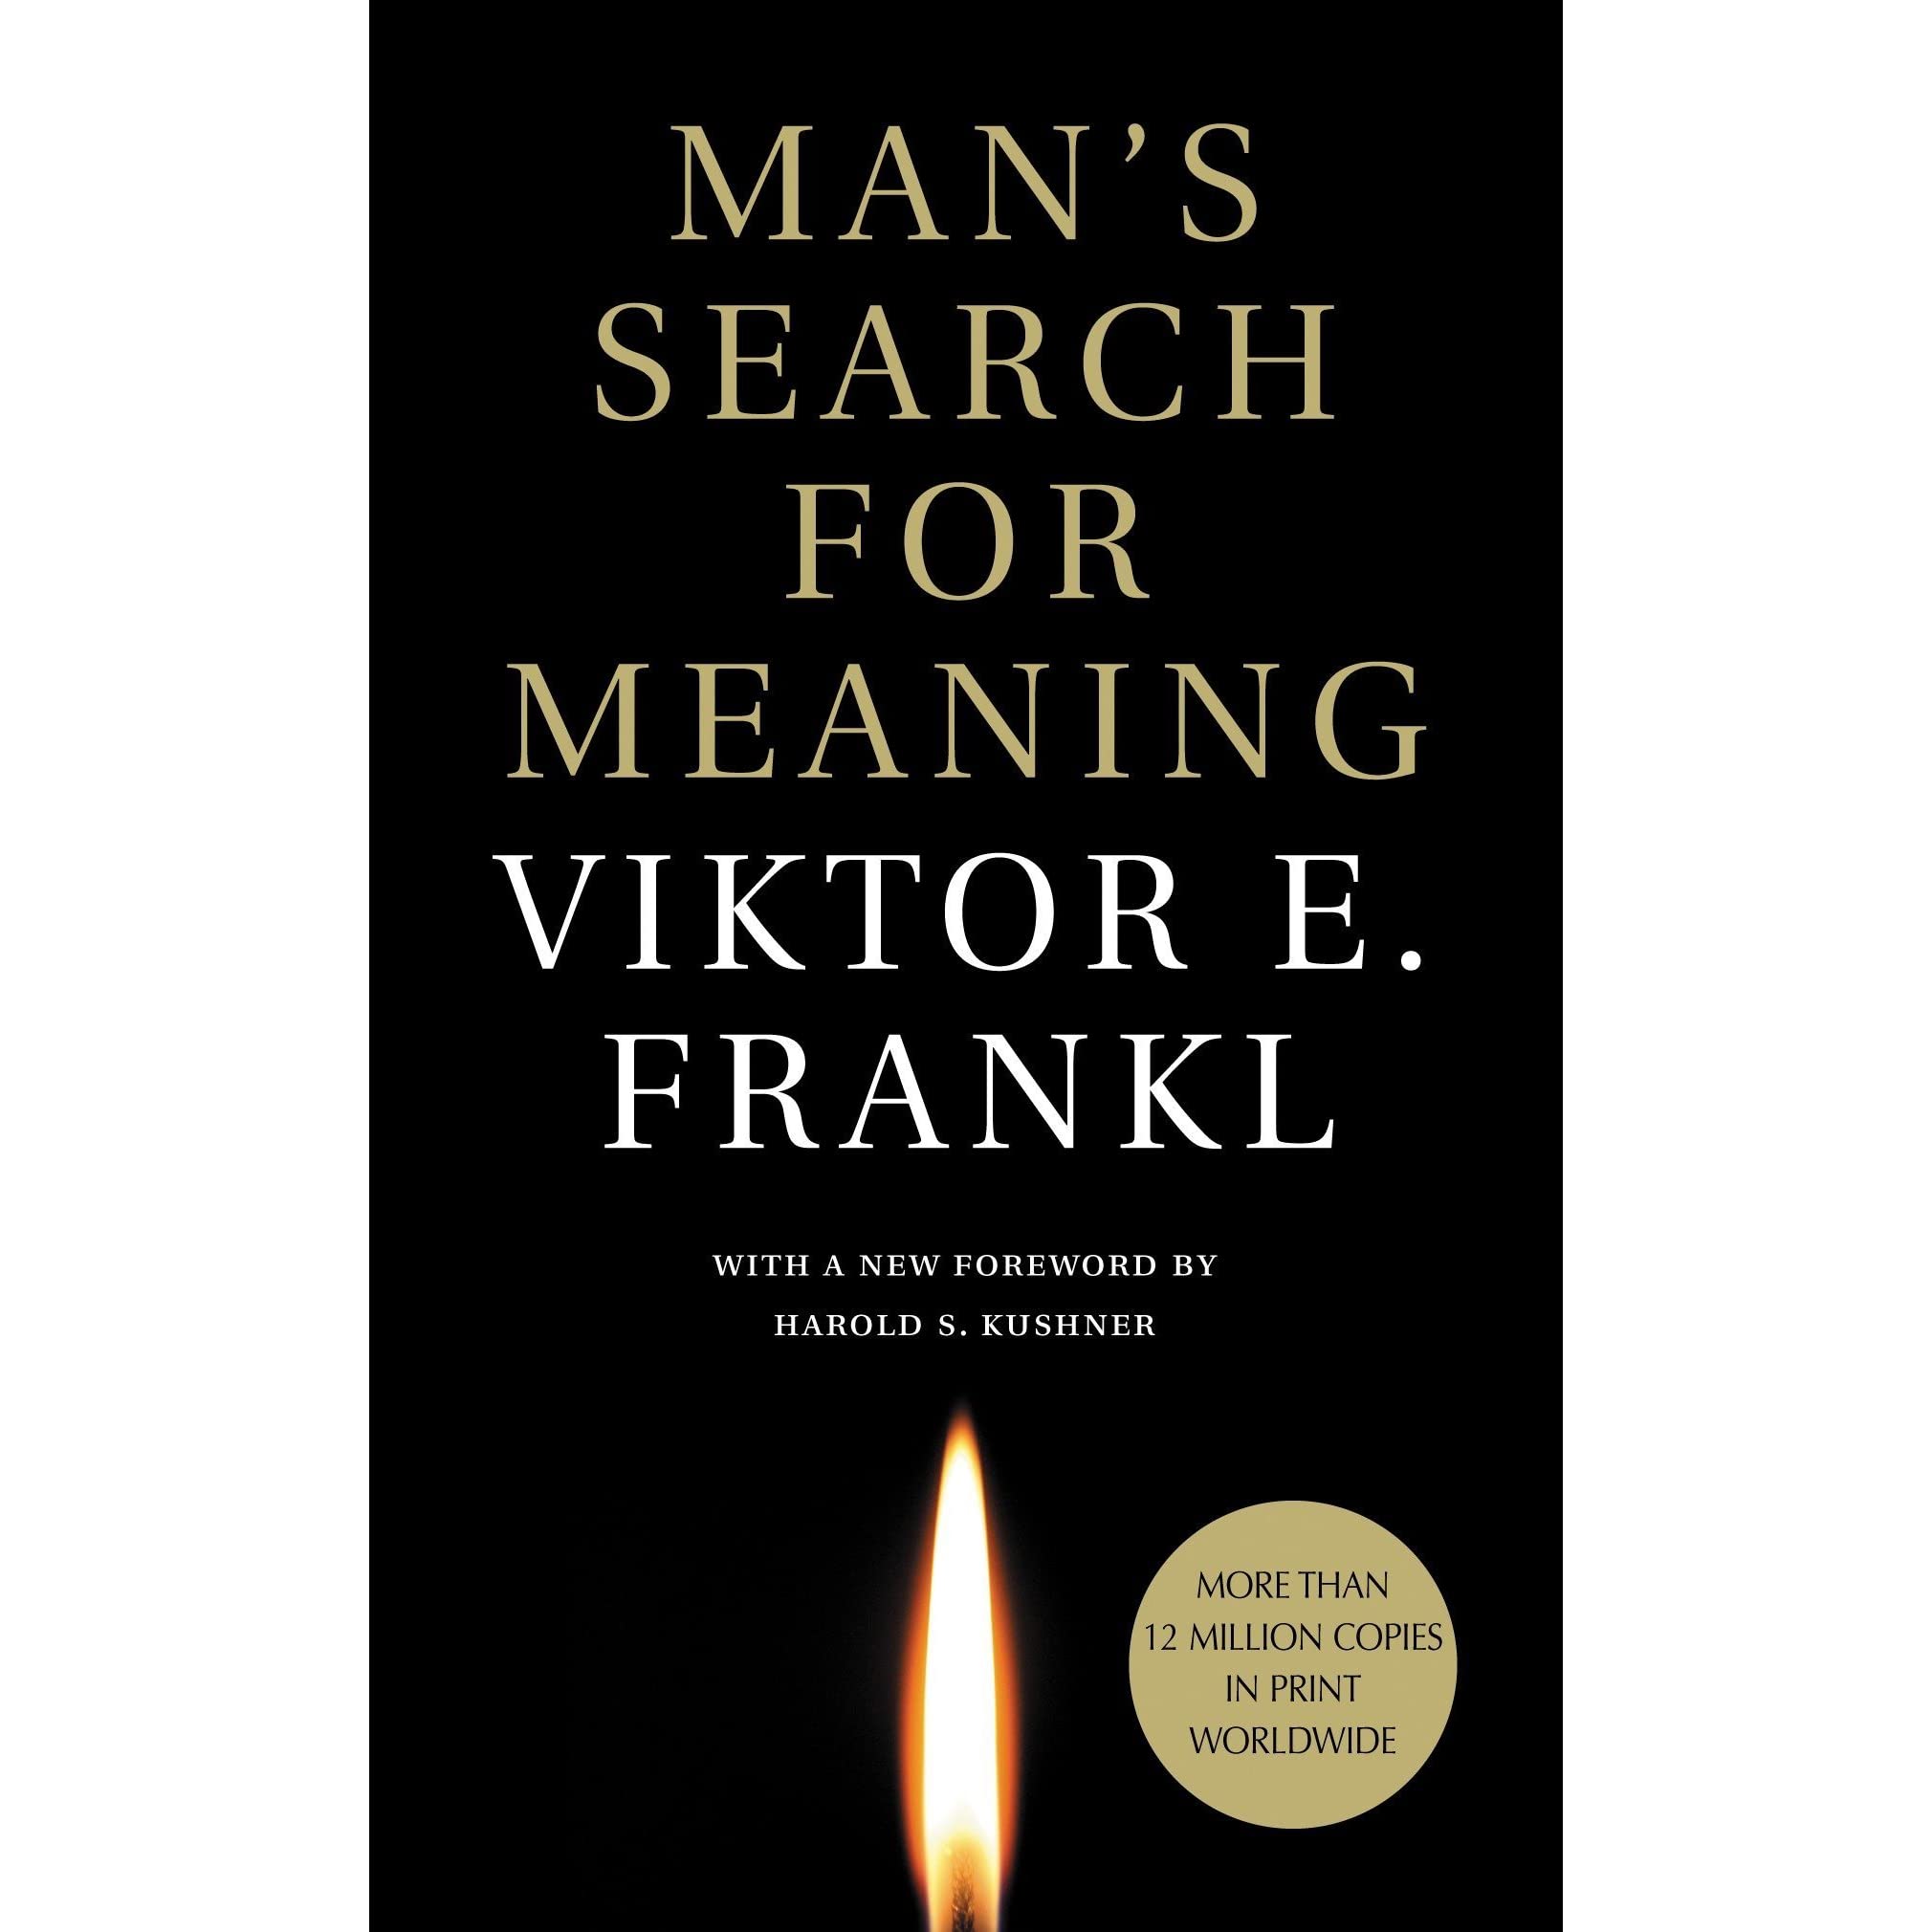 MAN’S
SEARCH
FOR
MEANING
VIKTOR E.
FRANKL
WITH A NEW FOREWORD BY
HAROLD S. KUSHNER
MORE THAN
12 MILLION COPIES
IN PRINT
WORLDWIDE